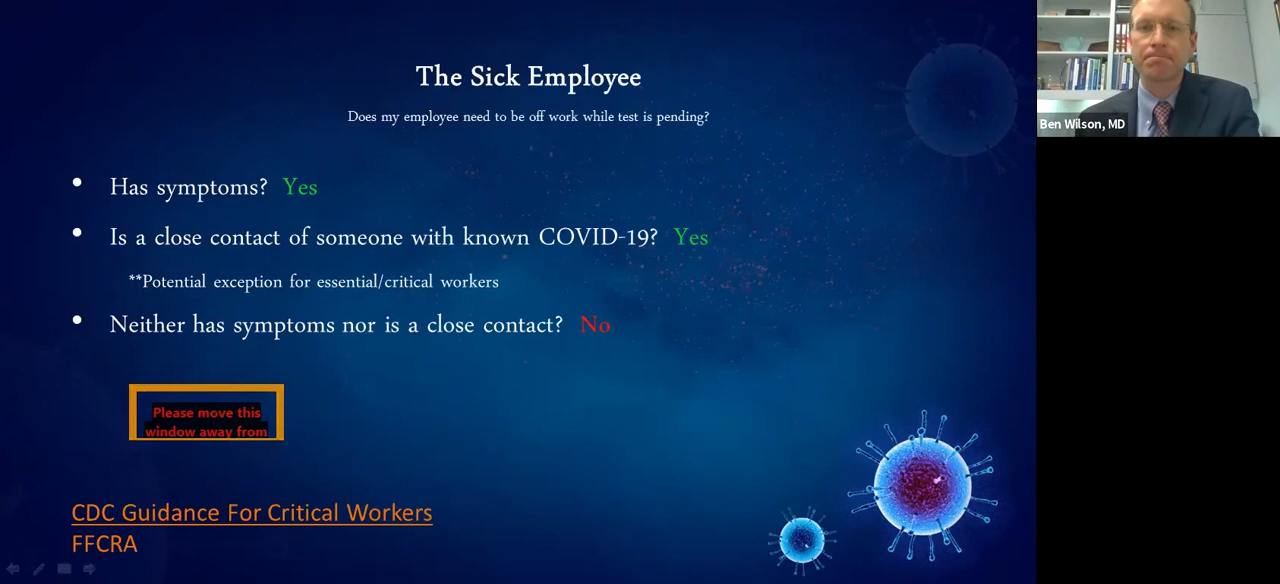 The Sick Employee
Does my employee need to be off work while test is pending?
• Has symptoms? Yes
• Is a close contact of someone with known COVID-19? Yes
**Potential exception for essential/critical workers
• Neither has symptoms nor is a close contact? No
Please move this
window away from
CDC Guidance For Critical Workers
FFCRA
Ben Wilson, MD